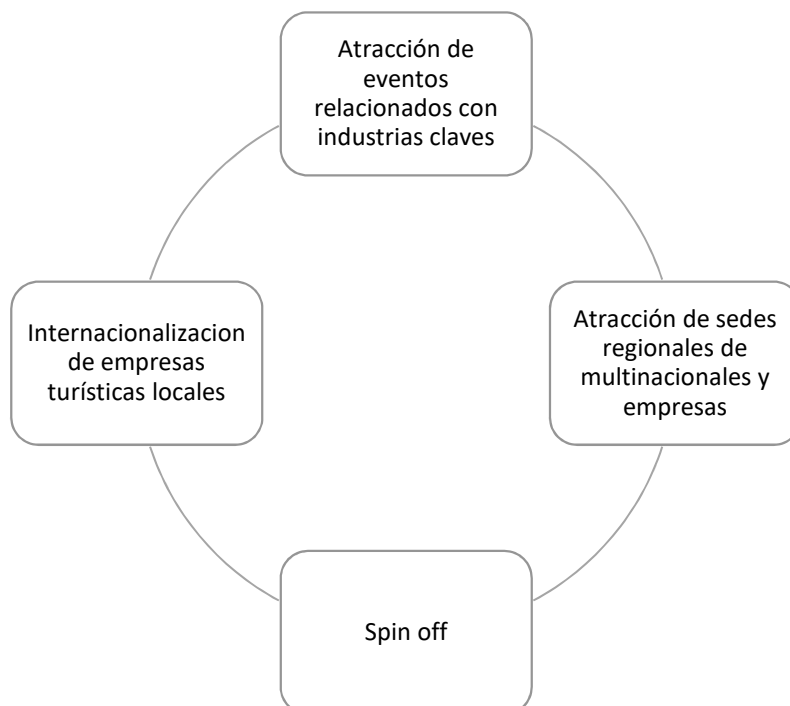 Atracción de
eventos
relacionados con
industrias claves
Internacionalizacion
de empresas
turísticas locales
Atracción de sedes
regionales de
multinacionales y
empresas
Spin off